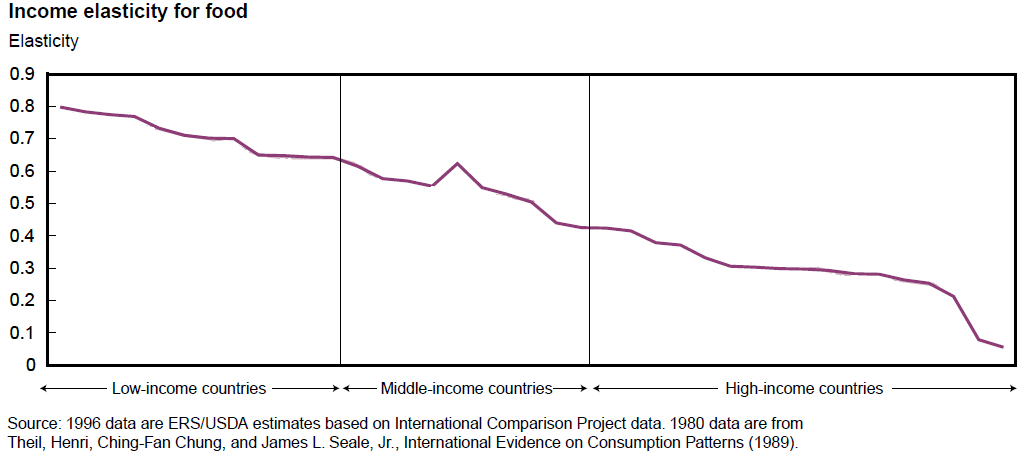 Income elasticity for food
Elasticity
0.9
0.8
0.7
0.6
0.5
0.4
0.3
0.2
0.1
0
Low-income countries
Middle-income countries
High-income countries
Source: 1996 data are ERS/USDA estimates based on International Comparison Project data. 1980 data are from
Theil, Henri, Ching-Fan Chung, and James L. Seale, Jr., International Evidence on Consumption Patterns (1989).